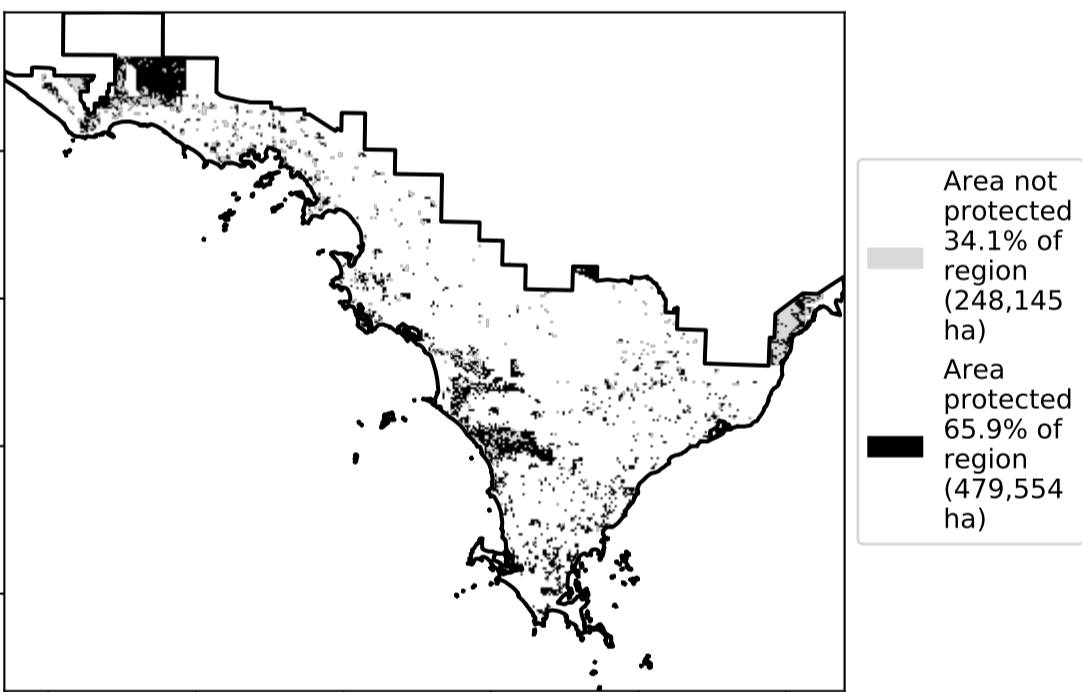 Area not
protected
34.1% of
region
(248,145
ha)
Area
protected
65.9% of
region
(479,554
ha)